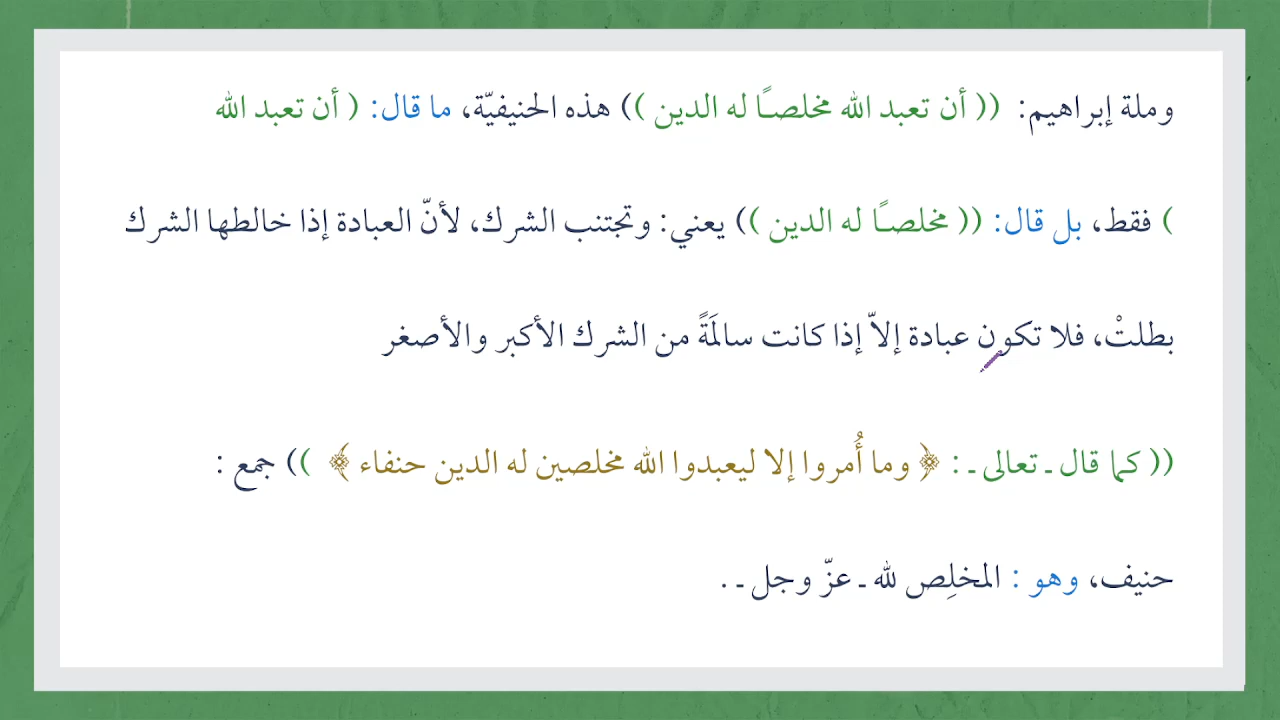 وملة إبراهيم: (( أن تعبد الله مخلصـًا له الدين )) هذه الحنيفيّة، ما قال: ( أن تعبد الله
) فقط، بل قال: (( مخلصـًا له الدين )) يعني: وتجتنب الشرك، لأنّ العبادة إذا خالطها الشرك
بطلتْ، فلا تكون عبادة إلاّ إذا كانت سالمَةً من الشرك الأكبر والأصغر
(( كما قال ـ تعالى ـ : ﴿ وما أُمروا إلا ليعبدوا الله مخلصين له الدين حنفاء ﴾ )) جمع :
حنيف، وهو : المخلِص لله ـ عزّ وجل ـ .